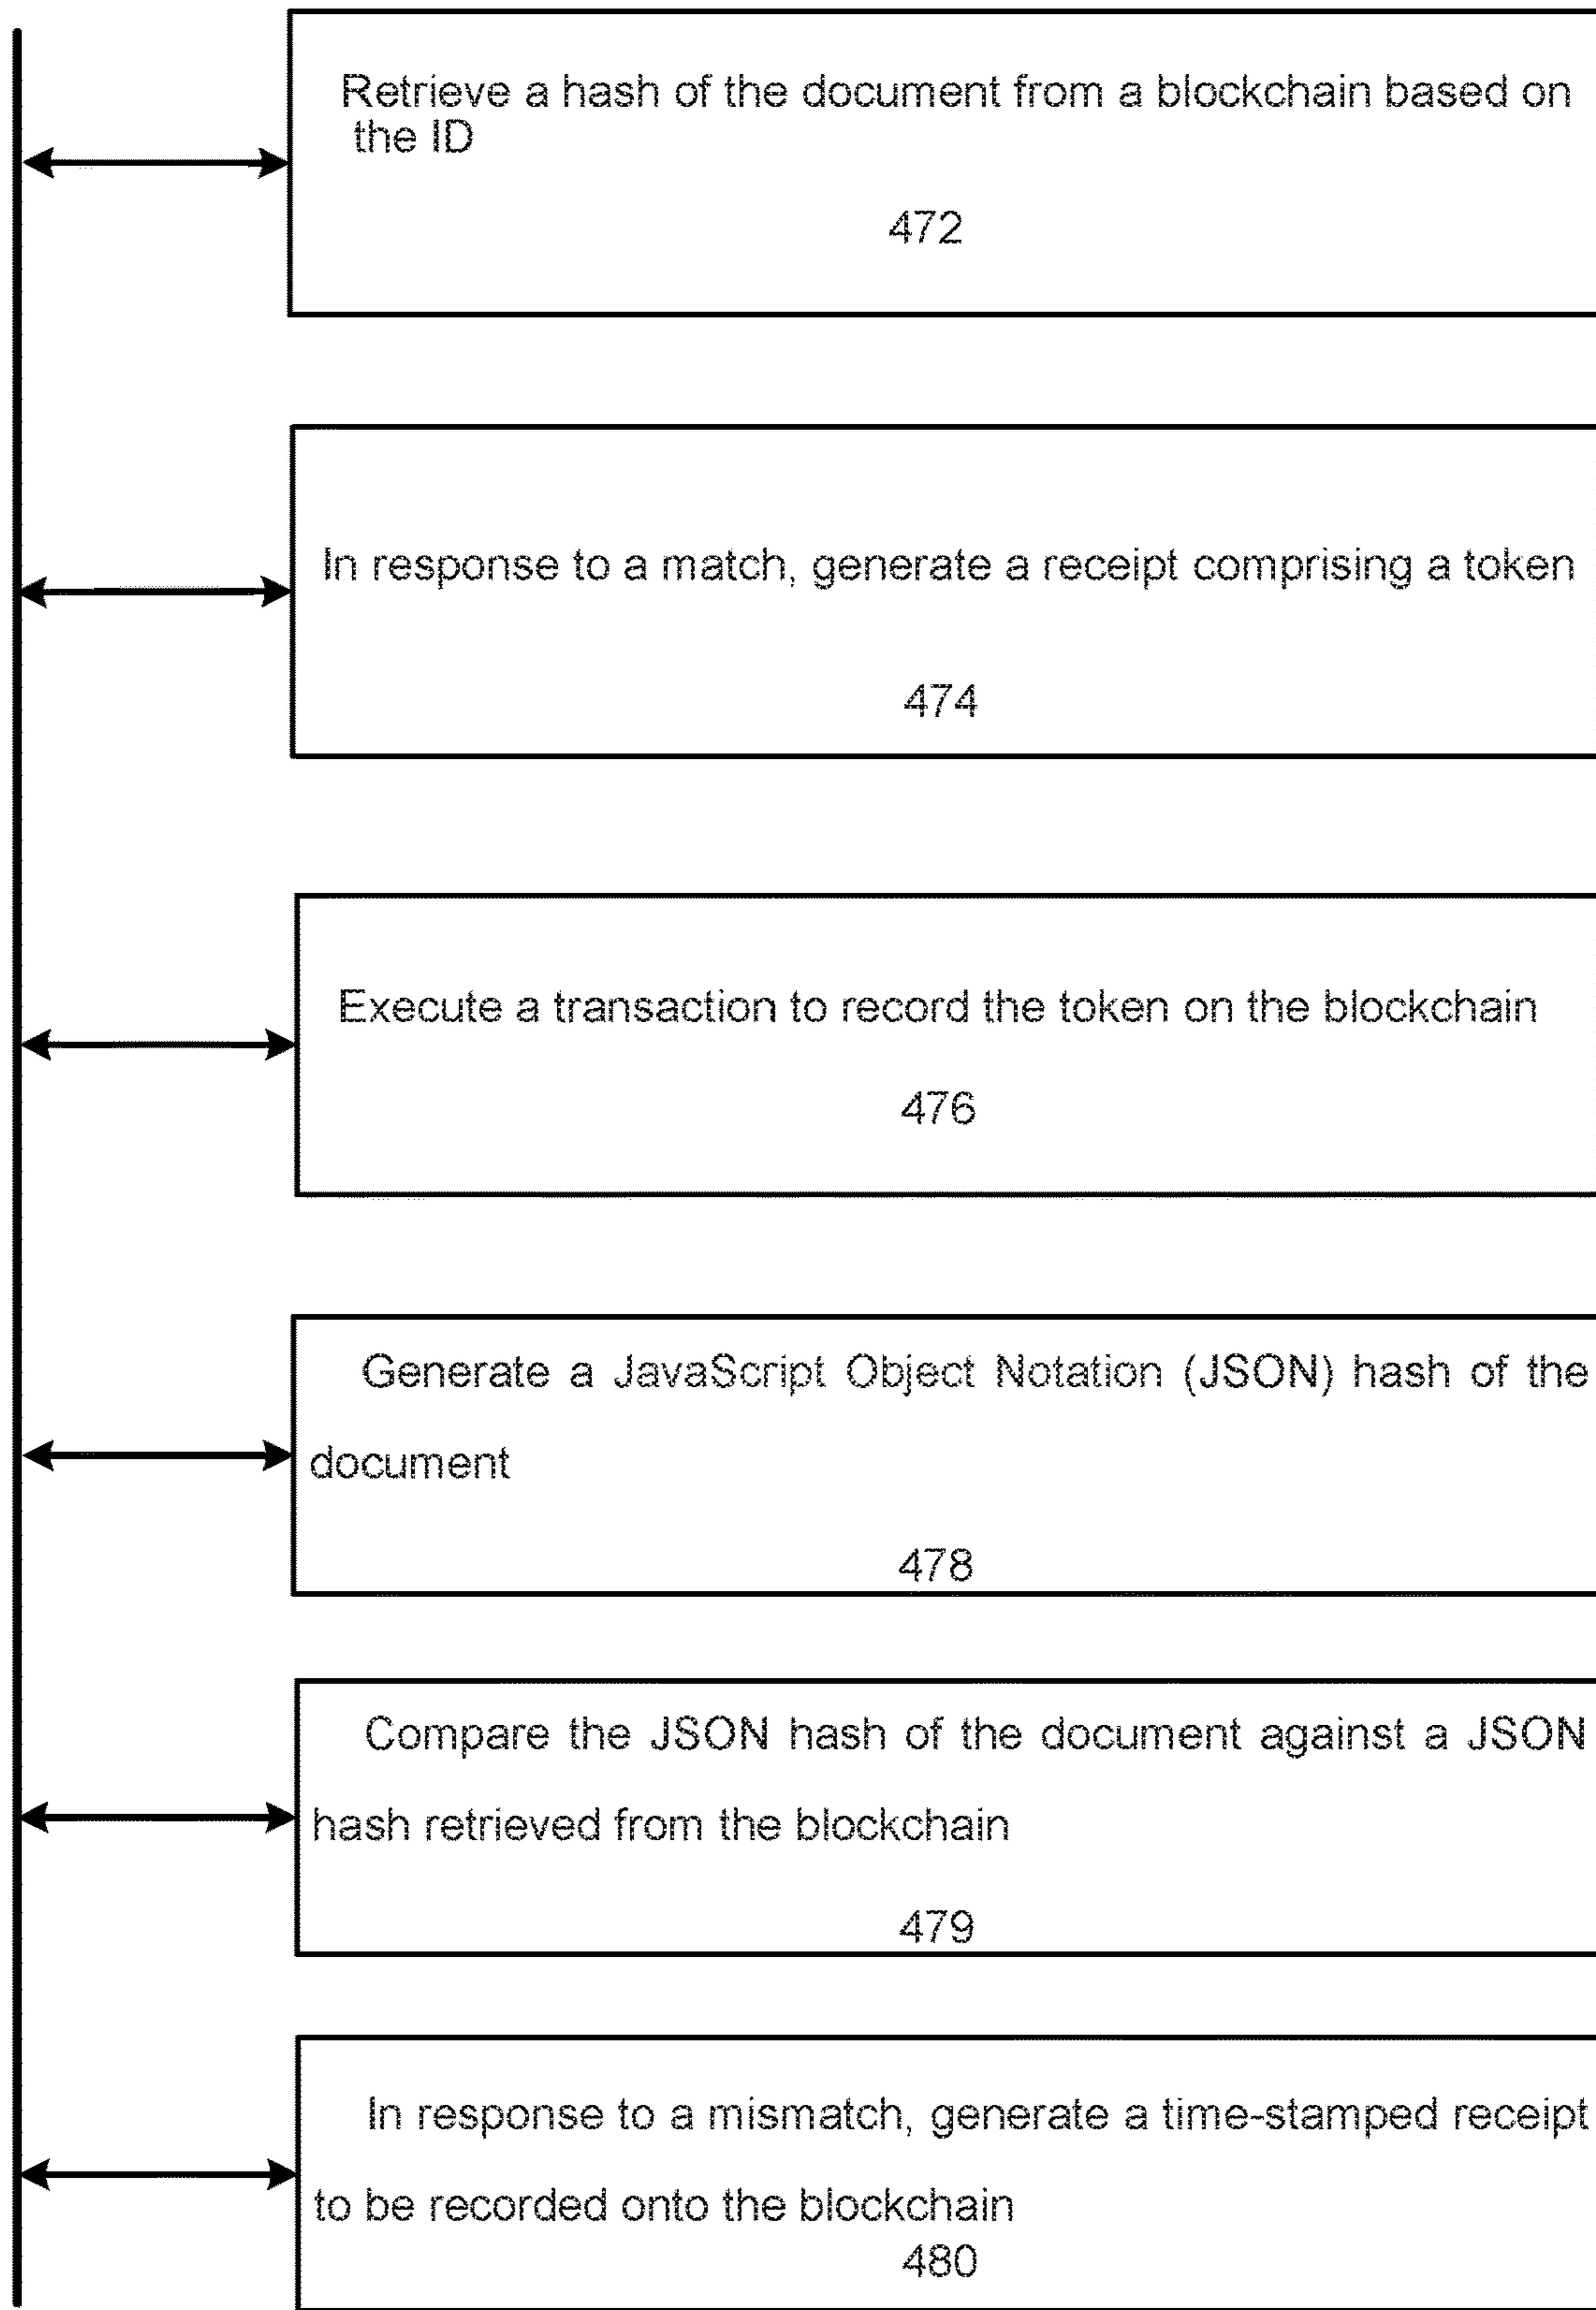 Retrieve a hash of the document from a blockchain based on
the ID
472
In response to a match, generate a receipt comprising a token
474
Execute a transaction to record the token on the blockchain
476
Generate a JavaScript Object Notation (JSON) hash of the
document
478
Compare the JSON hash of the document against a JSON
hash retrieved from the blockchain
479
In response to a mismatch, generate a time-stamped receipt
to be recorded onto the blockchain
480